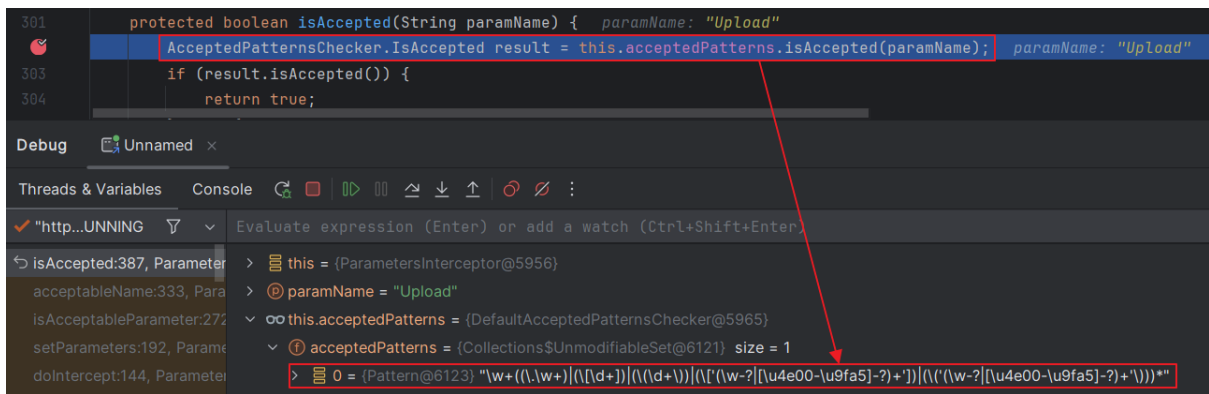 301 protected boolean isAccepted(String paramName) { paramName: "Upload"
AcceptedPatternsChecker.IsAccepted result = this.acceptedPatterns.isAccepted(paramName); paramName: "Upload"
303 if (result.isAccepted()) {
304 return true;
Debug Unnamed ×
Threads & Variables Console
"http...UNNING Evaluate expression (Enter) or add a watch (Ctrl+Shift+Enter)
isAccepted:387, Parameter this = {ParametersInterceptor@5956}
acceptableName:333, Para paramName = "Upload"
isAcceptableParameter:272 this.acceptedPatterns = {DefaultAcceptedPatternsChecker@5965}
setParameters:192, Parame acceptedPatterns = {Collections$UnmodifiableSet@6121} size = 1
doIntercept:144, Parameter 0 = {Pattern@6123} "\w+((\.\w+)|(\[\d+])|(\(\d+\))|(\['(\w-?|[\u4e00-\u9fa5]-?)+'])|(\('(\w-?|[\u4e00-\u9fa5]-?)+'\)))*"